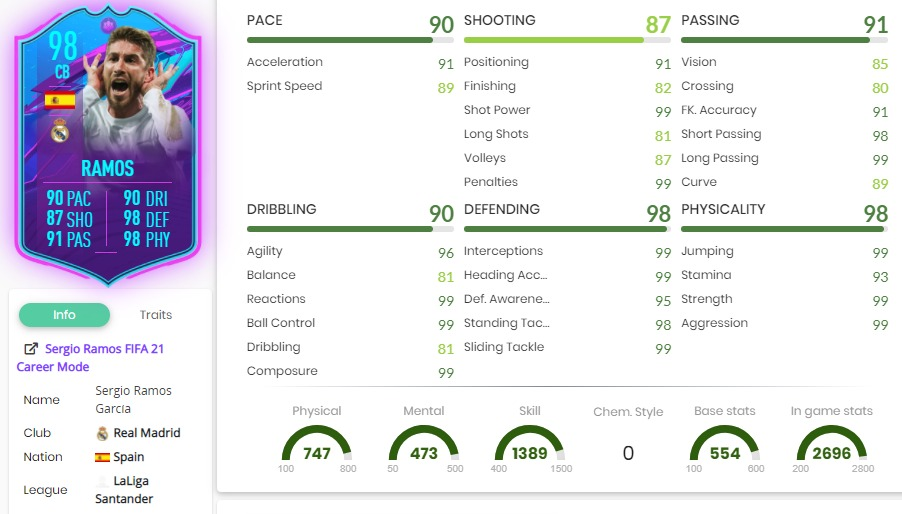 98
CB
RAMOS
90 PAC 90 DRI
87 SHO 98 DEF
91 PAS 98 PHY
Info Traits
Sergio Ramos FIFA 21
Career Mode
Name Sergio Ramos
García
Club Real Madrid
Nation Spain
League LaLiga
Santander
PACE 90
Acceleration 91
Sprint Speed 89
SHOOTING 87
Positioning 91
Finishing 82
Shot Power 99
Long Shots 81
Volleys 87
Penalties 99
PASSING 91
Vision 85
Crossing 80
FK. Accuracy 91
Short Passing 98
Long Passing 99
Curve 89
DRIBBLING 90
Agility 96
Balance 81
Reactions 99
Ball Control 99
Dribbling 81
Composure 99
DEFENDING 98
Interceptions 99
Heading Acc... 99
Def. Awarene... 95
Standing Tac... 98
Sliding Tackle 99
PHYSICALITY 98
Jumping 99
Stamina 93
Strength 99
Aggression 99
Physical
747
100 800
Mental
473
50 500
Skill
1389
400 1500
Chem. Style
0
Base stats
554
100 600
In game stats
2696
200 2800